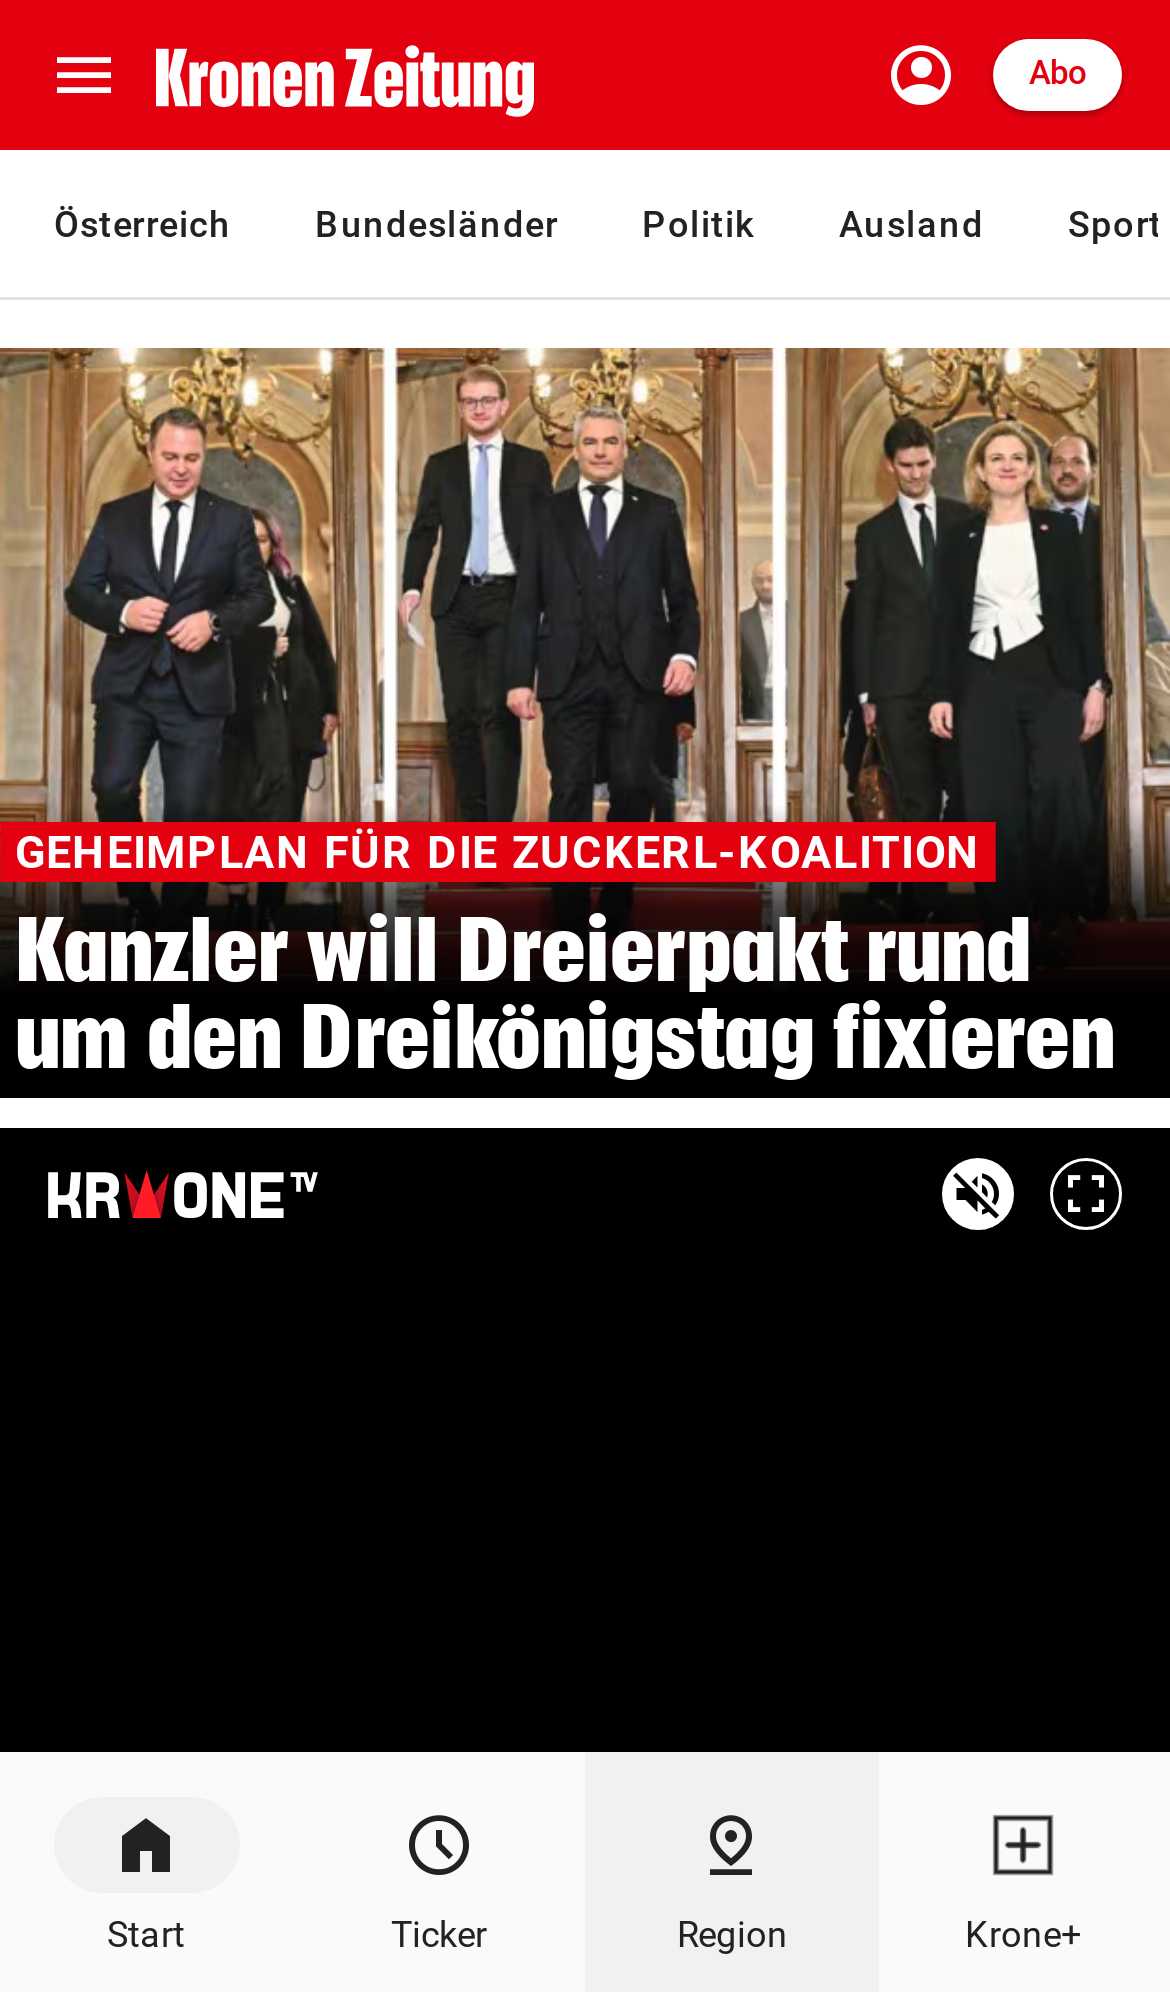 Kronen Zeitung
Abo
Österreich Bundesländer Politik Ausland Sport
GEHEIMPLAN FÜR DIE ZUCKERL-KOALITION
Kanzler will Dreierpakt rund
um den Dreikönigstag fixieren
KRONE TV
Start Ticker Region Krone+